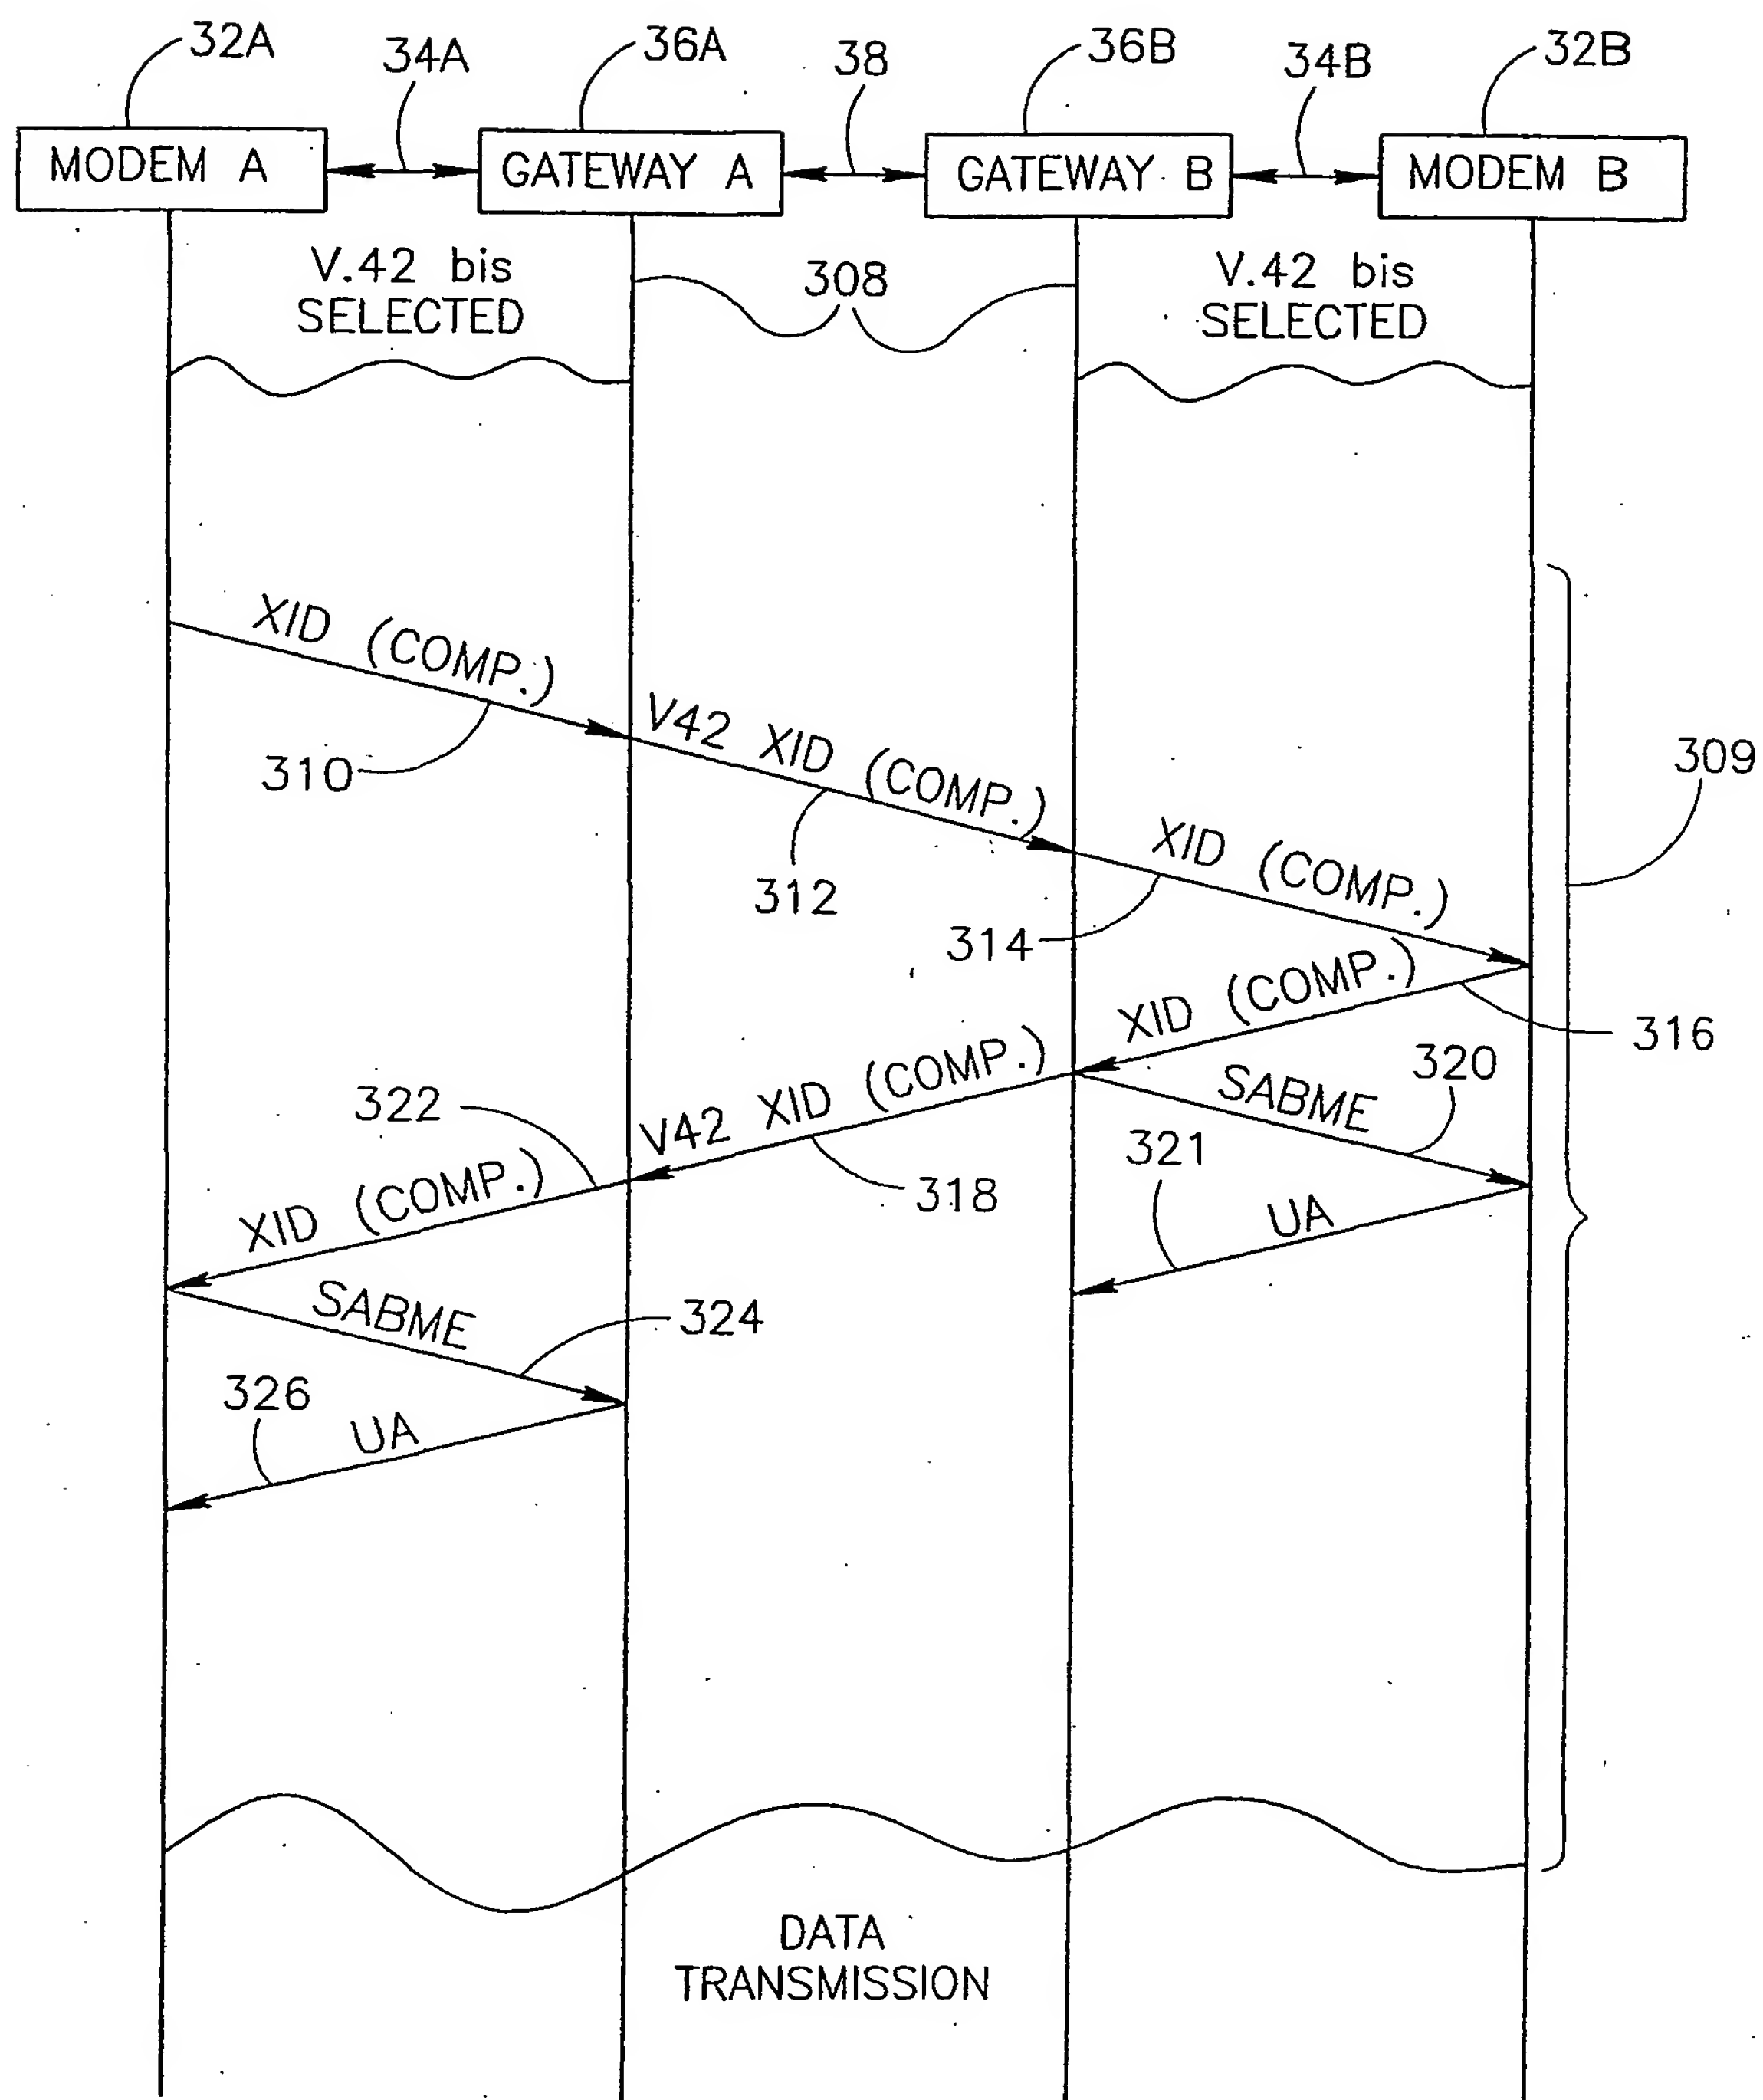 32A 34A 36A 38 36B 34B 32B
MODEM A GATEWAY A GATEWAY B MODEM B
V.42 bis
SELECTED
308
V.42 bis
SELECTED
XID (COMP.)
310
V42 XID (COMP.)
312
309
XID (COMP.)
314
XID (COMP.)
316
320
SABME
V42 XID (COMP.)
318
322
321
UA
XID (COMP.)
SABME
324
326
UA
DATA
TRANSMISSION